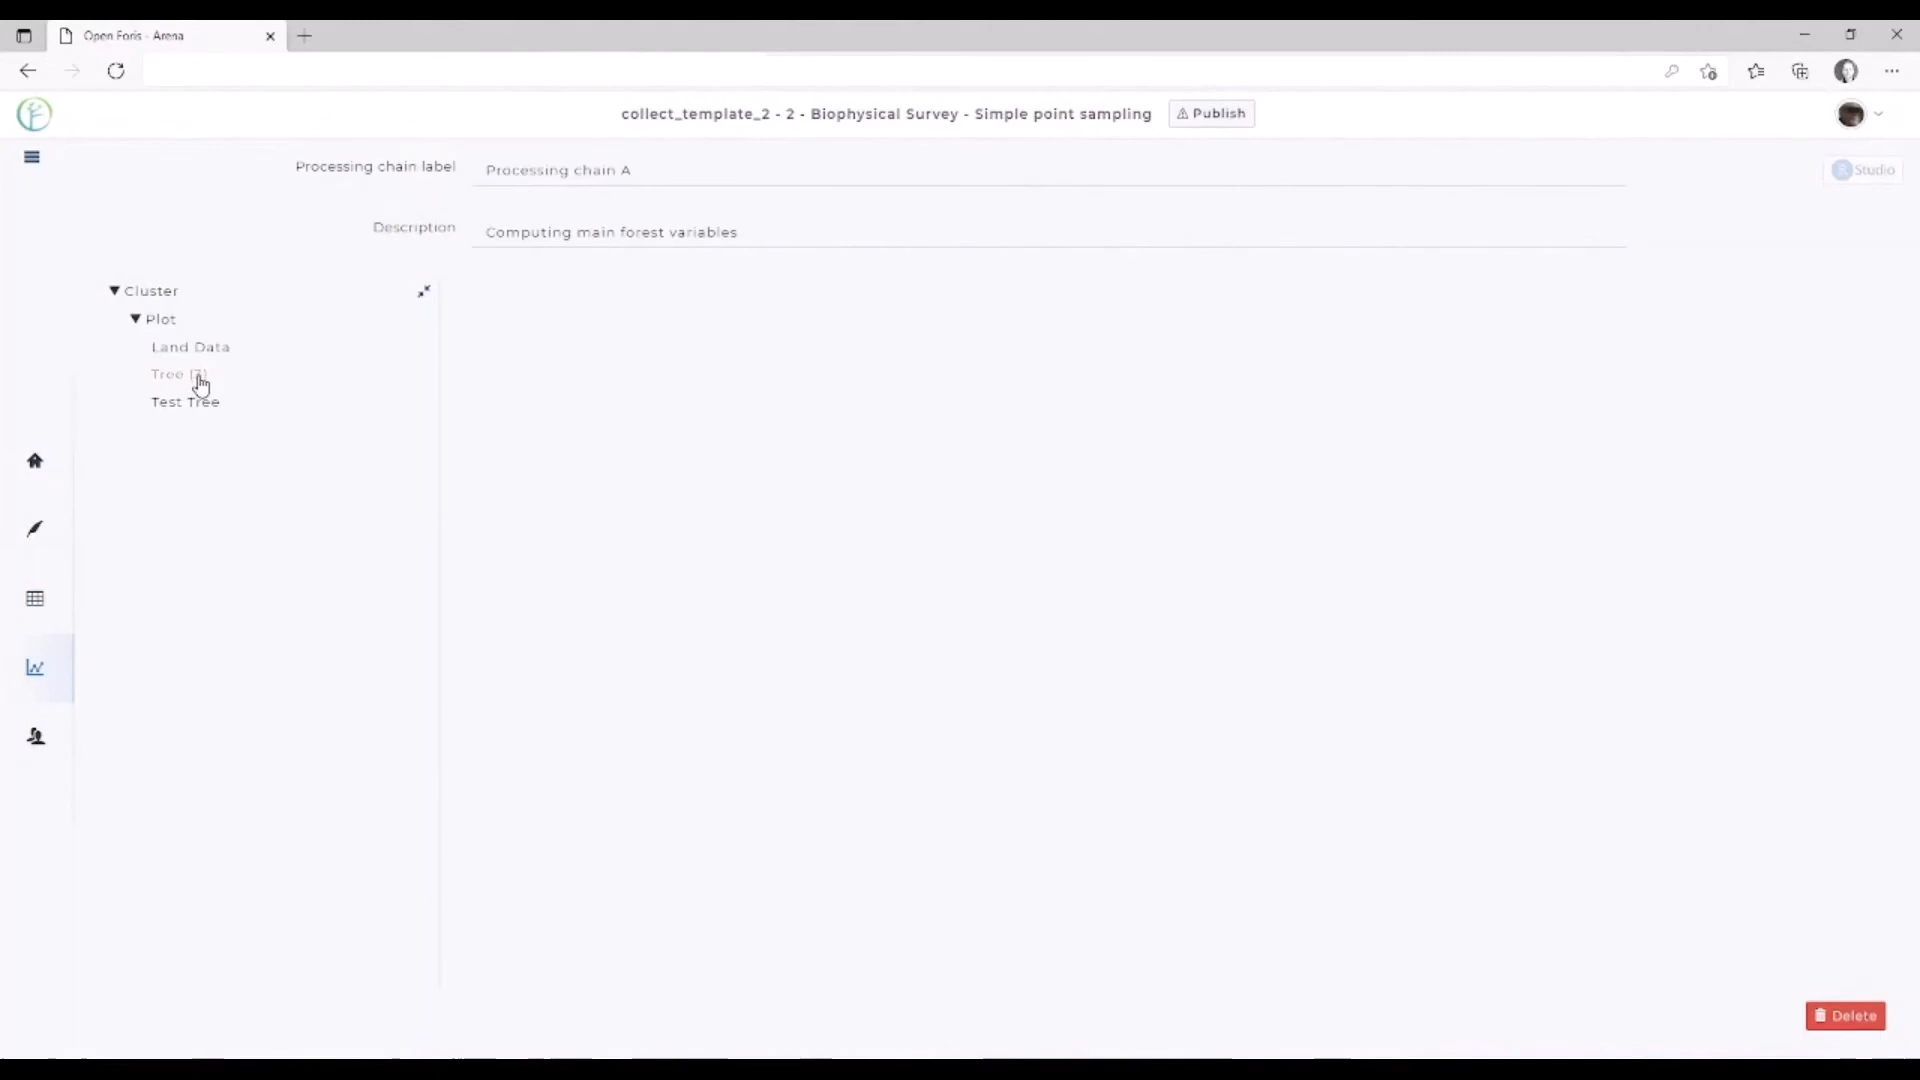 Open Foris - Arena
collect_template_2 - 2 - Biophysical Survey - Simple point sampling
Publish
Processing chain label
Processing chain A
Studio
Description
Computing main forest variables
Cluster
Plot
Land Data
Tree
Test Tree
Delete